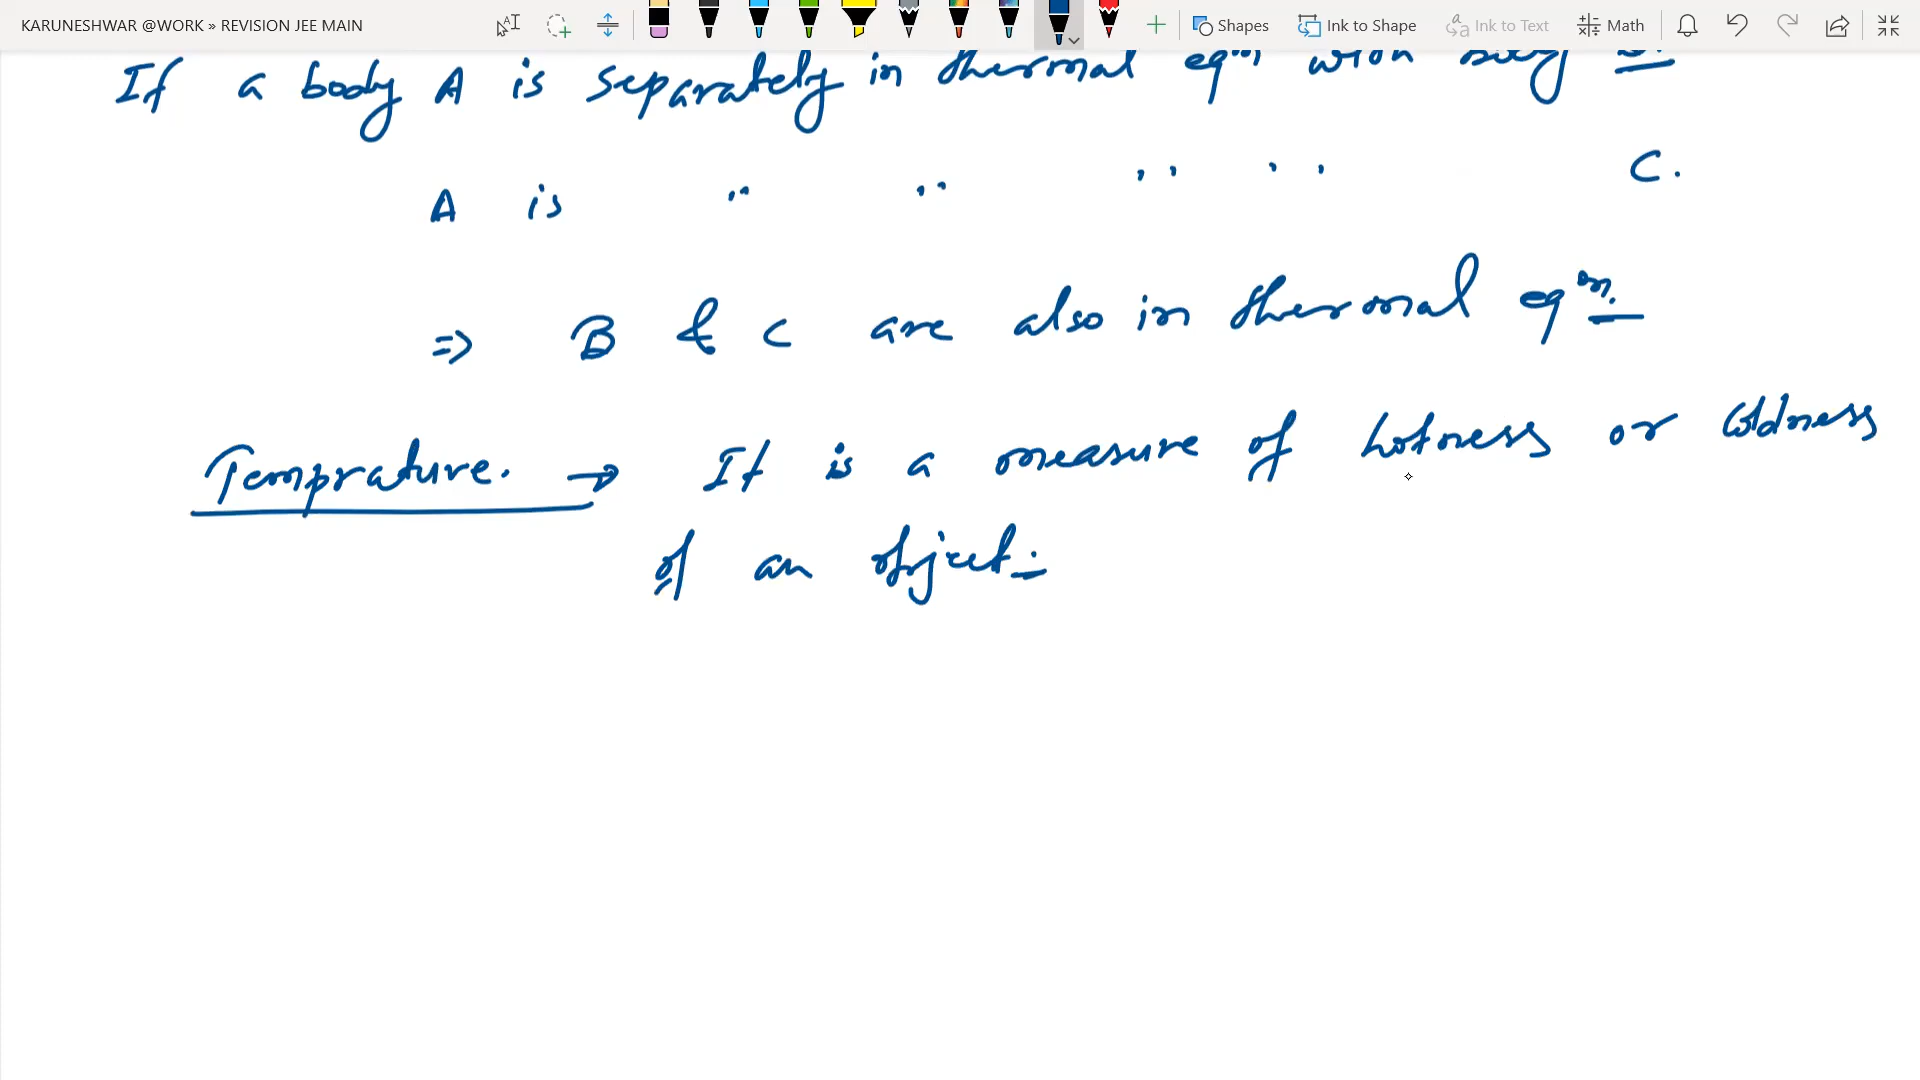 KARUNESHWAR @WORK » REVISION JEE MAIN Shapes Ink to Shape Ink to Text Math
If a body A is separately in thermal eqm with body B.
A is " " " " C.
=> B & C are also in thermal eqm.
Temprature. → It is a measure of hotness or coldness
of an object.